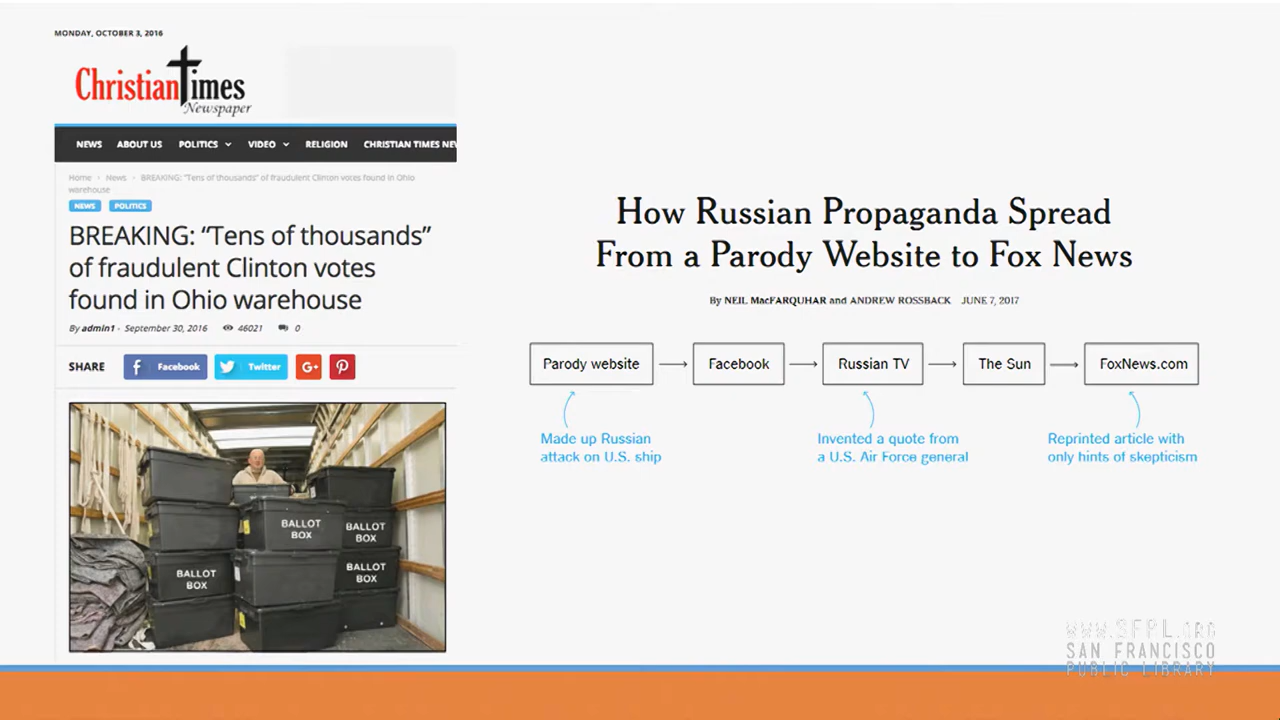 MONDAY, OCTOBER 3, 2016
Christian Times
Newspaper
NEWS ABOUT US POLITICS VIDEO RELIGION CHRISTIAN TIMES NEW
Home › News › BREAKING: “Tens of thousands” of fraudulent Clinton votes found in Ohio
warehouse
NEWS POLITICS
BREAKING: “Tens of thousands”
of fraudulent Clinton votes
found in Ohio warehouse
By admin1 - September 30, 2016 46021 0
SHARE Facebook Twitter G+
BALLOT
BOX
BALLOT
BOX
BALLOT
BOX
BALLOT
BOX
How Russian Propaganda Spread
From a Parody Website to Fox News
By NEIL MacFARQUHAR and ANDREW ROSSBACK JUNE 7, 2017
Parody website Facebook Russian TV The Sun FoxNews.com
Made up Russian
attack on U.S. ship
Invented a quote from
a U.S. Air Force general
Reprinted article with
only hints of skepticism
WWW.SFPL.ORG
SAN FRANCISCO
PUBLIC LIBRARY